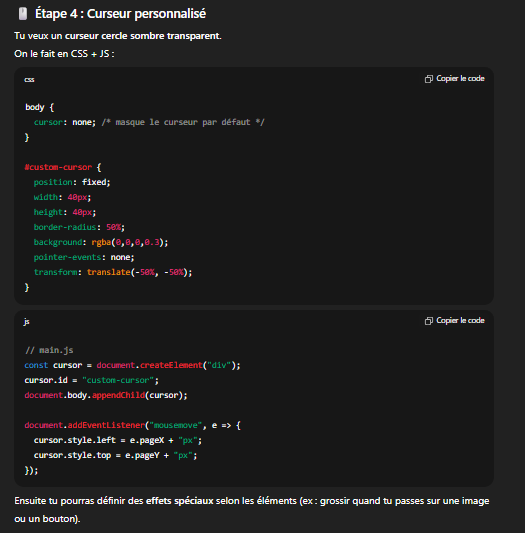 Étape 4 : Curseur personnalisé
Tu veux un curseur cercle sombre transparent.
On le fait en CSS + JS :
css
Copier le code
body {
  cursor: none; /* masque le curseur par défaut */
}
#custom-cursor {
  position: fixed;
  width: 40px;
  height: 40px;
  border-radius: 50%;
  background: rgba(0,0,0,0.3);
  pointer-events: none;
  transform: translate(-50%, -50%);
}
js
Copier le code
// main.js
const cursor = document.createElement("div");
cursor.id = "custom-cursor";
document.body.appendChild(cursor);
document.addEventListener("mousemove", e => {
  cursor.style.left = e.pageX + "px";
  cursor.style.top = e.pageY + "px";
});
Ensuite tu pourras définir des effets spéciaux selon les éléments (ex : grossir quand tu passes sur une image
ou un bouton).